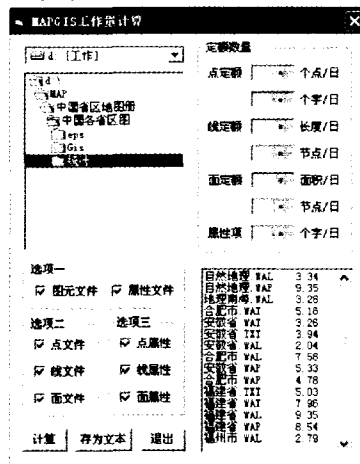 MAPGIS工作量计算
d: [工作]
d:\
MAP
中国省区地图册
中国各省区图
eps
Gis
定额数量
点定额 个点/日
个字/日
线定额 长度/日
节点/日
面定额 面积/日
节点/日
属性项 个字/日
选项一
图元文件 属性文件
选项二 选项三
点文件 点属性
线文件 线属性
面文件 面属性
计算 存为文本 退出
自然地理.WAL 3.34
自然地理.WAP 9.35
地理南海.WAL 3.26
合肥市.WAT 5.16
安徽省.WAT 3.26
安徽省.TXT 3.94
安徽省.WAL 2.04
合肥市.WAL 7.58
安徽省.WAP 5.33
合肥市.WAP 4.78
福建省.TXT 5.03
福建省.WAT 7.96
福建省.WAL 9.35
福建省.WAP 8.54
福州市.WAL 2.79